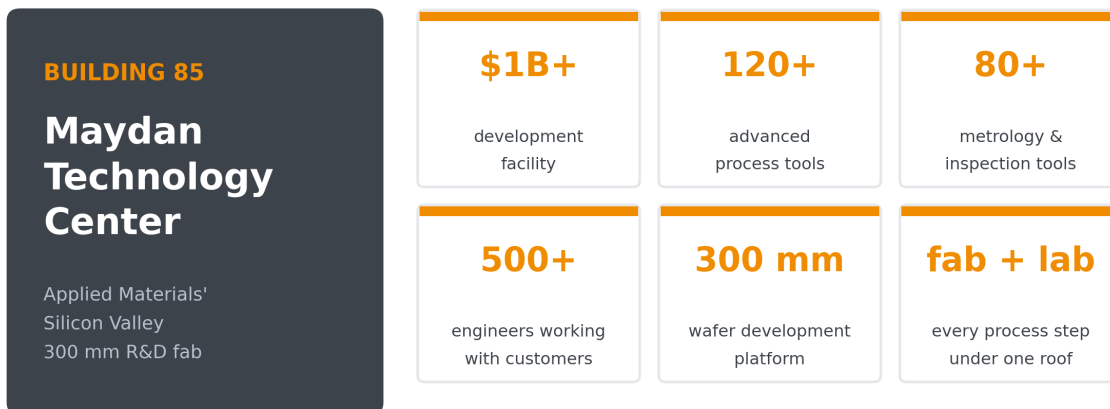 BUILDING 85
Maydan
Technology
Center
Applied Materials'
Silicon Valley
300 mm R&D fab
$1B+
development
facility
120+
advanced
process tools
80+
metrology &
inspection tools
500+
engineers working
with customers
300 mm
wafer development
platform
fab + lab
every process step
under one roof